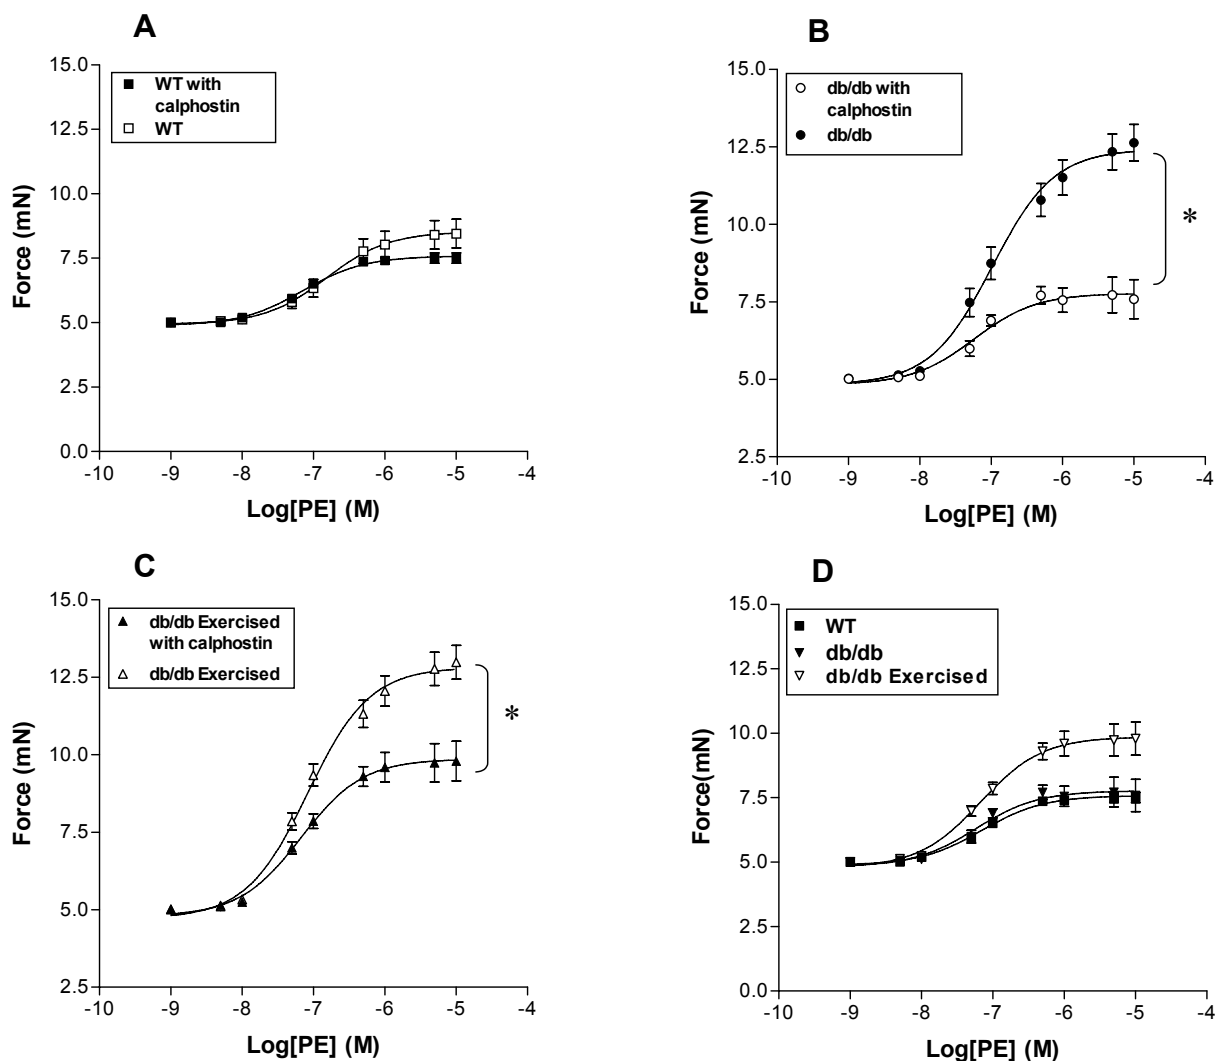 A
15.0
12.5
10.0
7.5
5.0
2.5
0.0
Force (mN)
WT with
calphostin
WT
-10
-9
-8
-7
-6
-5
-4
Log[PE] (M)
B
15.0
12.5
10.0
7.5
5.0
2.5
Force (mN)
db/db with
calphostin
db/db
*
-10
-9
-8
-7
-6
-5
-4
Log[PE] (M)
C
15.0
12.5
10.0
7.5
5.0
2.5
Force (mN)
db/db Exercised
with calphostin
db/db Exercised
*
-10
-9
-8
-7
-6
-5
-4
Log[PE] (M)
D
15.0
12.5
10.0
7.5
5.0
2.5
0.0
Force(mN)
WT
db/db
db/db Exercised
-10
-9
-8
-7
-6
-5
-4
Log[PE] (M)